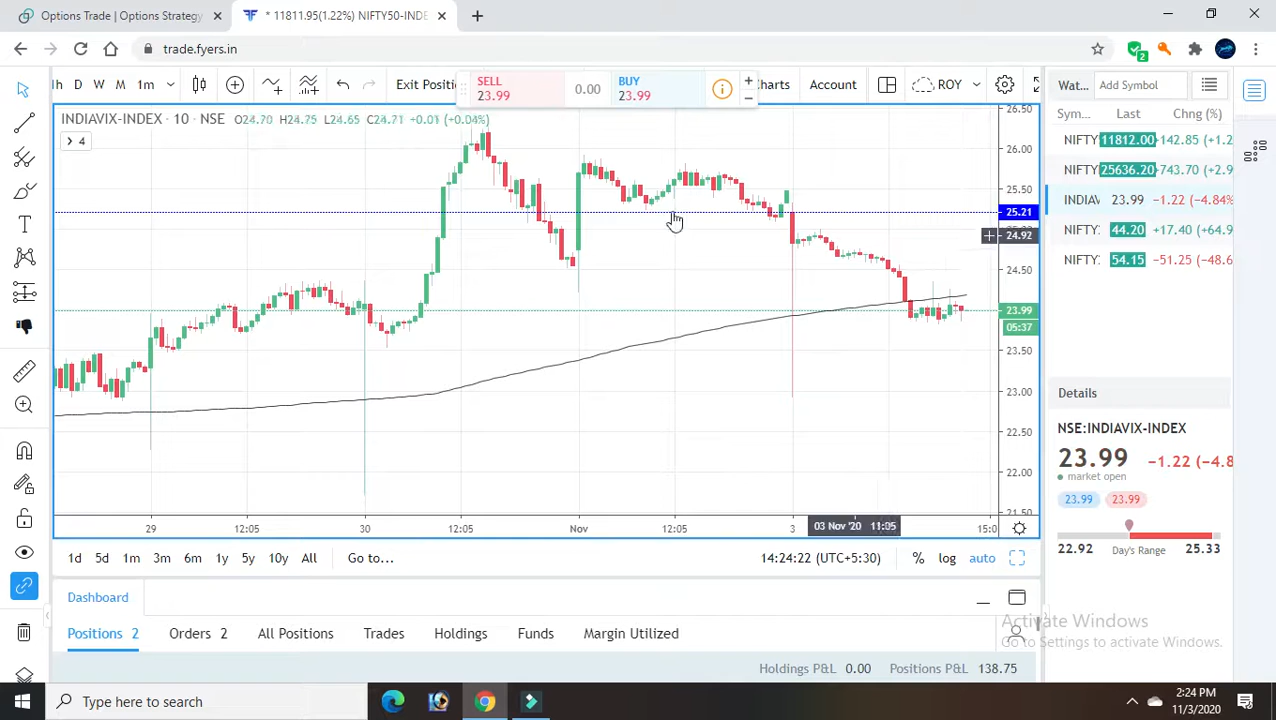 Options Trade | Options Strategy
* 11811.95(1.22%) NIFTY50-INDE
trade.fyers.in
2
D W M 1m
Exit Positi
SELL
23.99
0.00
BUY
23.99
harts
Account
ROY
Wat...
Add Symbol
INDIAVIX-INDEX · 10 · NSE O24.70 H24.75 L24.65 C24.71 +0.01 (+0.04%)
> 4
Sym... Last Chng (%)
NIFTY 11812.00 +142.85 (+1.2
NIFTY 25636.20 +743.70 (+2.9
INDIAV 23.99 −1.22 (−4.84%
NIFTY: 44.20 +17.40 (+64.9
NIFTY: 54.15 −51.25 (−48.6
26.50
26.00
25.50
25.21
24.92
24.50
23.99
05:37
23.50
23.00
22.50
22.00
21.50
29 12:05 30 12:05 Nov 12:05 3 03 Nov '20 11:05 15:0
Details
NSE:INDIAVIX-INDEX
23.99 −1.22 (−4.8
market open
23.99 23.99
22.92 Day's Range 25.33
1d 5d 1m 3m 6m 1y 5y 10y All Go to... 14:24:22 (UTC+5:30) % log auto
Dashboard
Positions 2 Orders 2 All Positions Trades Holdings Funds Margin Utilized
Holdings P&L 0.00 Positions P&L 138.75
Activate Windows
Go to Settings to activate Windows.
Type here to search
2:24 PM
11/3/2020